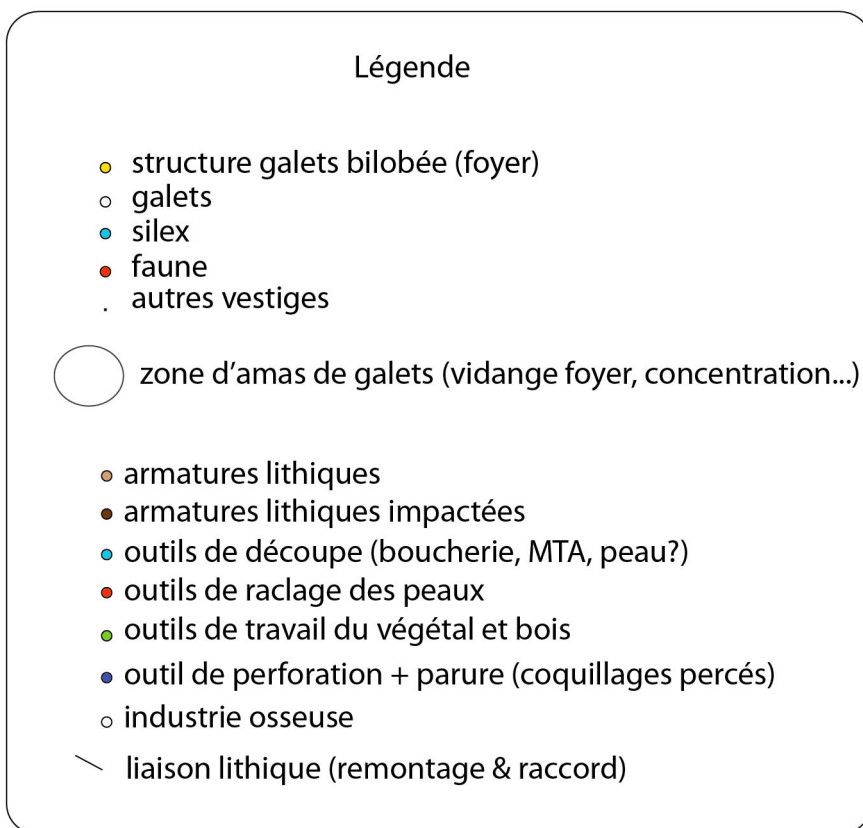 Légende
structure galets bilobée (foyer)
galets
silex
faune
autres vestiges
zone d'amas de galets (vidange foyer, concentration...)
armatures lithiques
armatures lithiques impactées
outils de découpe (boucherie, MTA, peau?)
outils de raclage des peaux
outils de travail du végétal et bois
outil de perforation + parure (coquillages percés)
industrie osseuse
liaison lithique (remontage & raccord)